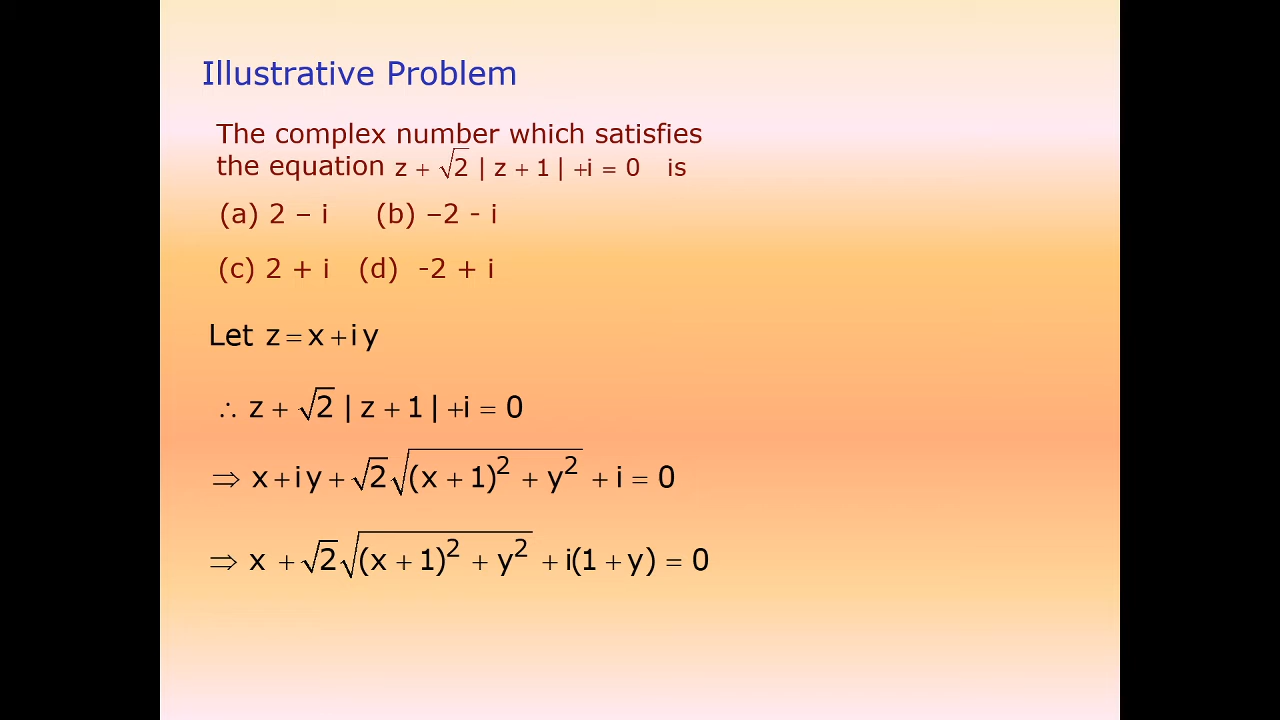 Illustrative Problem
The complex number which satisfies
the equation z + √2 | z + 1 | +i = 0 is
(a) 2 – i (b) –2 - i
(c) 2 + i (d) -2 + i
Let z = x + i y
∴ z + √2 | z + 1 | +i = 0
⇒ x + i y + √2 √((x + 1)² + y²) + i = 0
⇒ x + √2 √((x + 1)² + y²) + i(1 + y) = 0